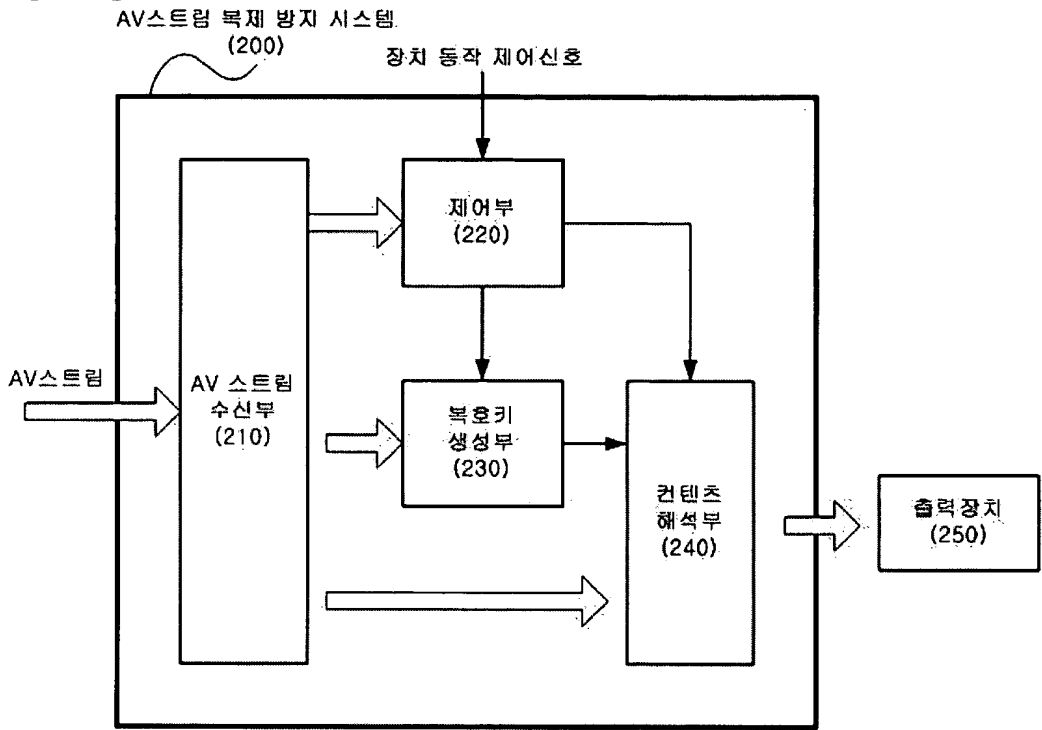 AV스트림 복제 방지 시스템
(200)
장치 동작 제어신호
제어부
(220)
AV스트림
AV 스트림
수신부
(210)
복호키
생성부
(230)
컨텐츠
해석부
(240)
출력장치
(250)